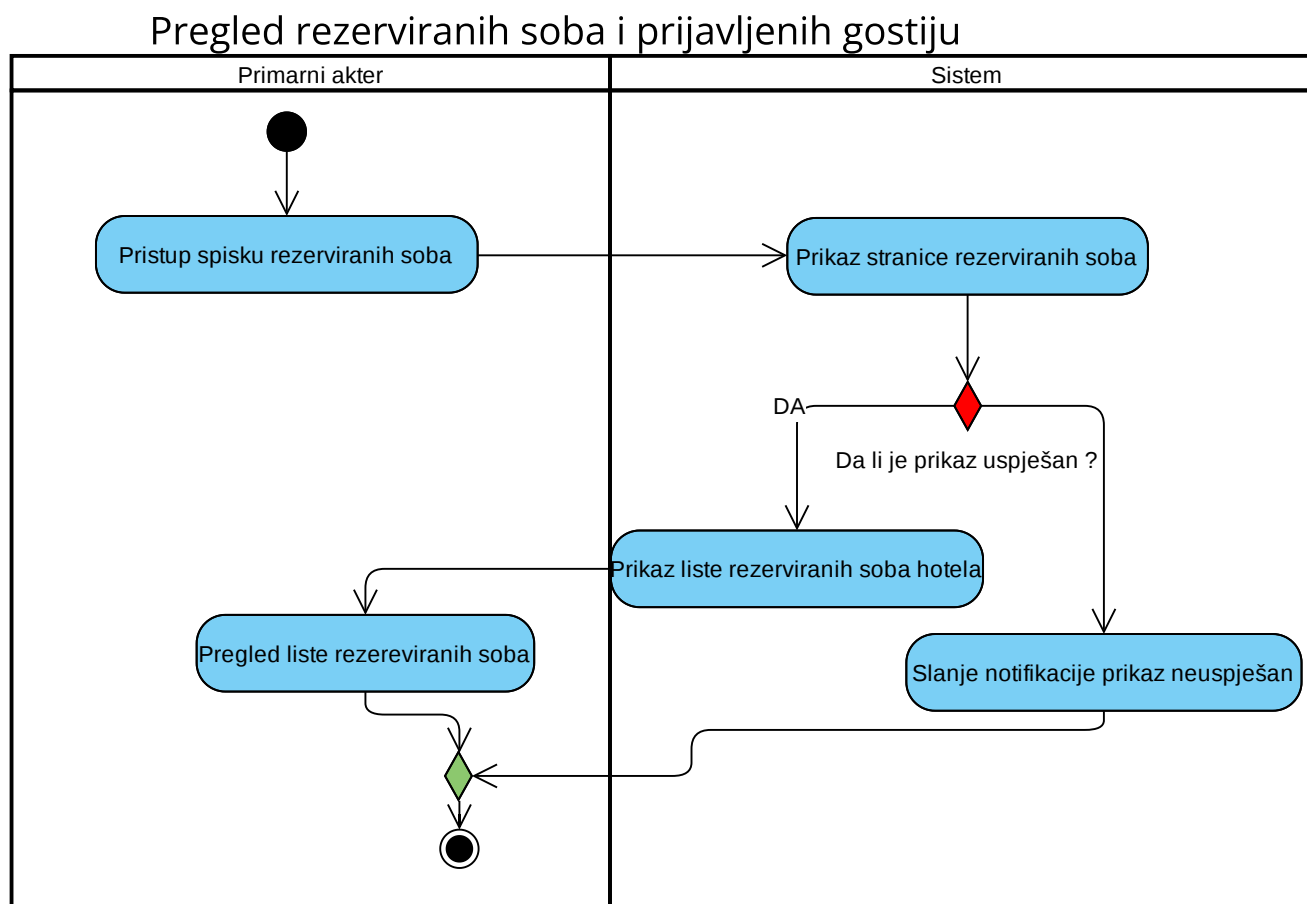 Pregled rezerviranih soba i prijavljenih gostiju
Primarni akter
Sistem
Pristup spisku rezerviranih soba
Prikaz stranice rezerviranih soba
DA
Da li je prikaz uspješan ?
Prikaz liste rezerviranih soba hotela
Pregled liste rezereviranih soba
Slanje notifikacije prikaz neuspješan